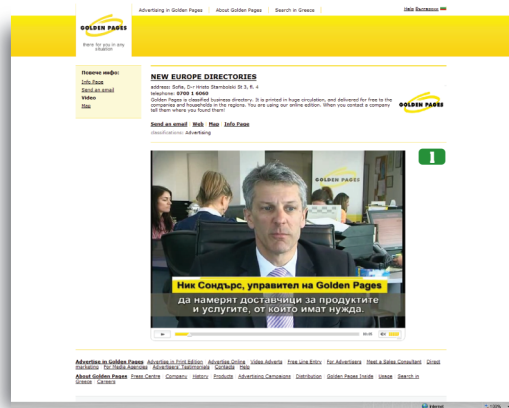 Advertising in Golden Pages About Golden Pages Search in Greece Help Български
GOLDEN PAGES
there for you in any
situation
Повече инфо:
Info Page
Send an email
Video
Map
NEW EUROPE DIRECTORIES
address: Sofia, D-r Hristo Stambolski St 3, fl. 4
telephone: 0700 1 6060
Golden Pages is classified business directory. It is printed in huge circulation, and delivered for free to the
companies and households in the regions. You are using our online edition. When you contact a company
tell them where you found them!
GOLDEN PAGES
Send an email Web Map Info Page
classifications: Advertising
1
GOLDEN PAGES
Ник Сондърс, управител на Golden Pages
да намерят доставчици за продуктите
и услугите, от които имат нужда.
Advertise in Golden Pages Advertise in Print Edition Advertise Online Video Adverts Free Line Entry For Advertisers Meet a Sales Consultant Direct
marketing For Media Agencies Advertisers' Testimonials Contacts Help
About Golden Pages Press Centre Company History Products Advertising Campaigns Distribution Golden Pages Inside Usage Search in
Greece Careers